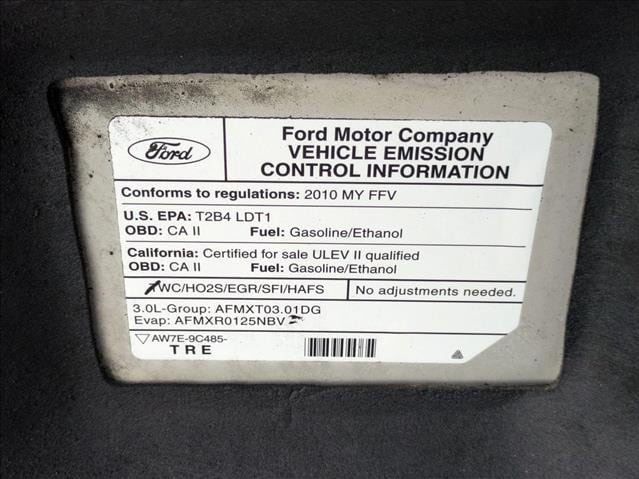 Ford
Ford Motor Company
VEHICLE EMISSION
CONTROL INFORMATION
Conforms to regulations: 2010 MY FFV
U.S. EPA: T2B4 LDT1
OBD: CA II Fuel: Gasoline/Ethanol
California: Certified for sale ULEV II qualified
OBD: CA II Fuel: Gasoline/Ethanol
WC/HO2S/EGR/SFI/HAFS No adjustments needed.
3.0L-Group: AFMXT03.01DG
Evap: AFMXR0125NBV
AW7E-9C485-
TRE